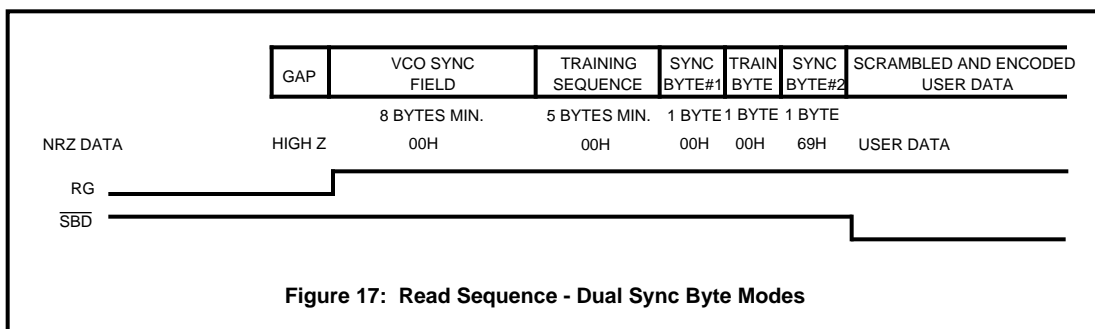 GAP
VCO SYNC
FIELD
TRAINING
SEQUENCE
SYNC
BYTE#1
TRAIN
BYTE
SYNC
BYTE#2
SCRAMBLED AND ENCODED
USER DATA
8 BYTES MIN. 5 BYTES MIN. 1 BYTE 1 BYTE 1 BYTE
NRZ DATA HIGH Z 00H 00H 00H 00H 69H USER DATA
RG
SBD
Figure 17: Read Sequence - Dual Sync Byte Modes